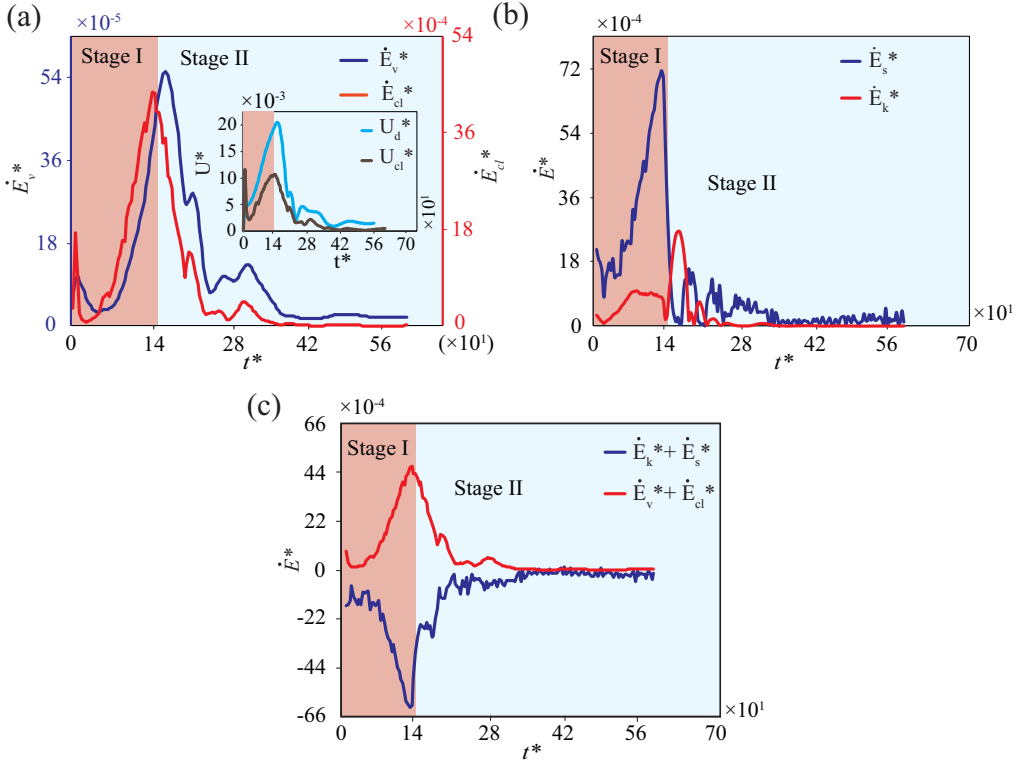 (a)
×10-5
×10-4
54
54
Stage I
Stage II
Ė_v*
Ė_cl*
×10-3
U_d*
U_cl*
20
15
10
5
0
U*
0
14
28
42
56
70
×10¹
t*
36
18
0
Ė_v*
36
18
0
Ė_cl*
0
14
28
42
56
(×10¹)
t*
(b)
×10-4
72
54
36
18
0
Ė*
Stage I
Stage II
Ė_s*
Ė_k*
0
14
28
42
56
70
×10¹
t*
(c)
×10-4
66
44
22
0
-22
-44
-66
Ė*
Stage I
Stage II
Ė_k*+ Ė_s*
Ė_v*+ Ė_cl*
0
14
28
42
56
70
×10¹
t*